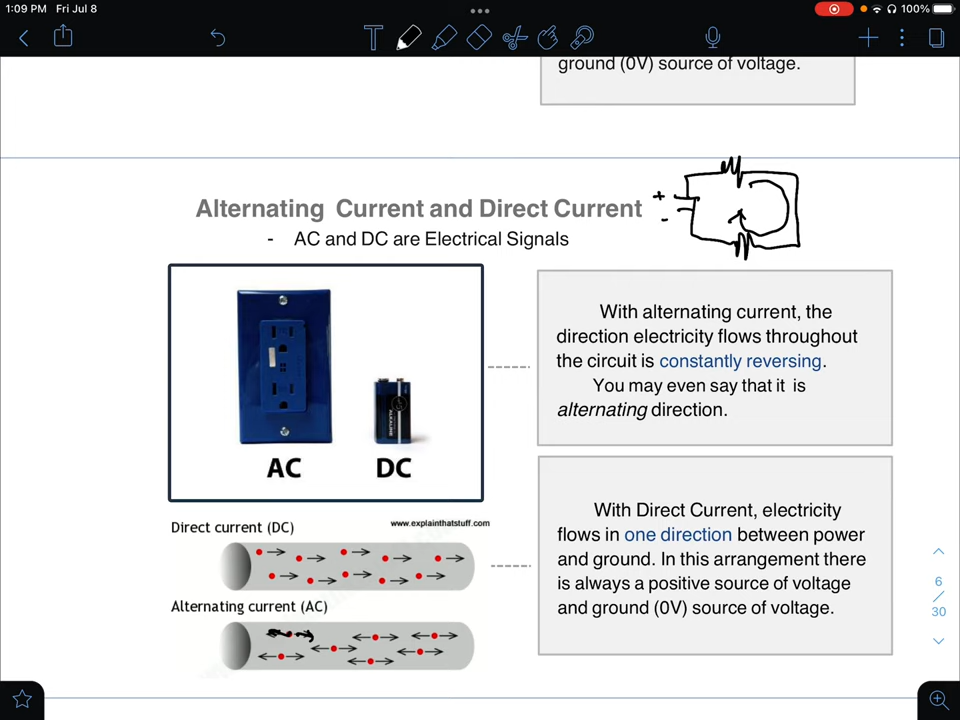 1:09 PM Fri Jul 8
100%
ground (0V) source of voltage.
Alternating Current and Direct Current
+
-
- AC and DC are Electrical Signals
With alternating current, the
direction electricity flows throughout
the circuit is constantly reversing.
You may even say that it is
alternating direction.
ALKALINE
AC DC
www.explainthatstuff.com
Direct current (DC)
With Direct Current, electricity
flows in one direction between power
and ground. In this arrangement there
is always a positive source of voltage
and ground (0V) source of voltage.
Alternating current (AC)
6
/
30